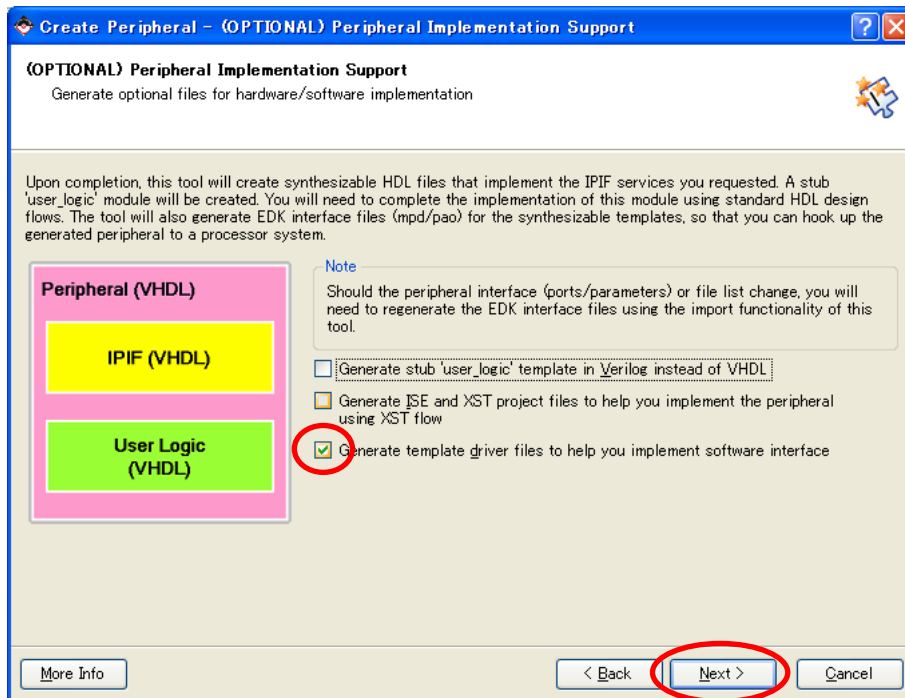 Create Peripheral - (OPTIONAL) Peripheral Implementation Support
(OPTIONAL) Peripheral Implementation Support
Generate optional files for hardware/software implementation
Upon completion, this tool will create synthesizable HDL files that implement the IPIF services you requested. A stub
'user_logic' module will be created. You will need to complete the implementation of this module using standard HDL design
flows. The tool will also generate EDK interface files (mpd/pao) for the synthesizable templates, so that you can hook up the
generated peripheral to a processor system.
Peripheral (VHDL)
IPIF (VHDL)
User Logic
(VHDL)
Note
Should the peripheral interface (ports/parameters) or file list change, you will
need to regenerate the EDK interface files using the import functionality of this
tool.
Generate stub 'user_logic' template in Verilog instead of VHDL
Generate ISE and XST project files to help you implement the peripheral
using XST flow
Generate template driver files to help you implement software interface
More Info
< Back
Next >
Cancel